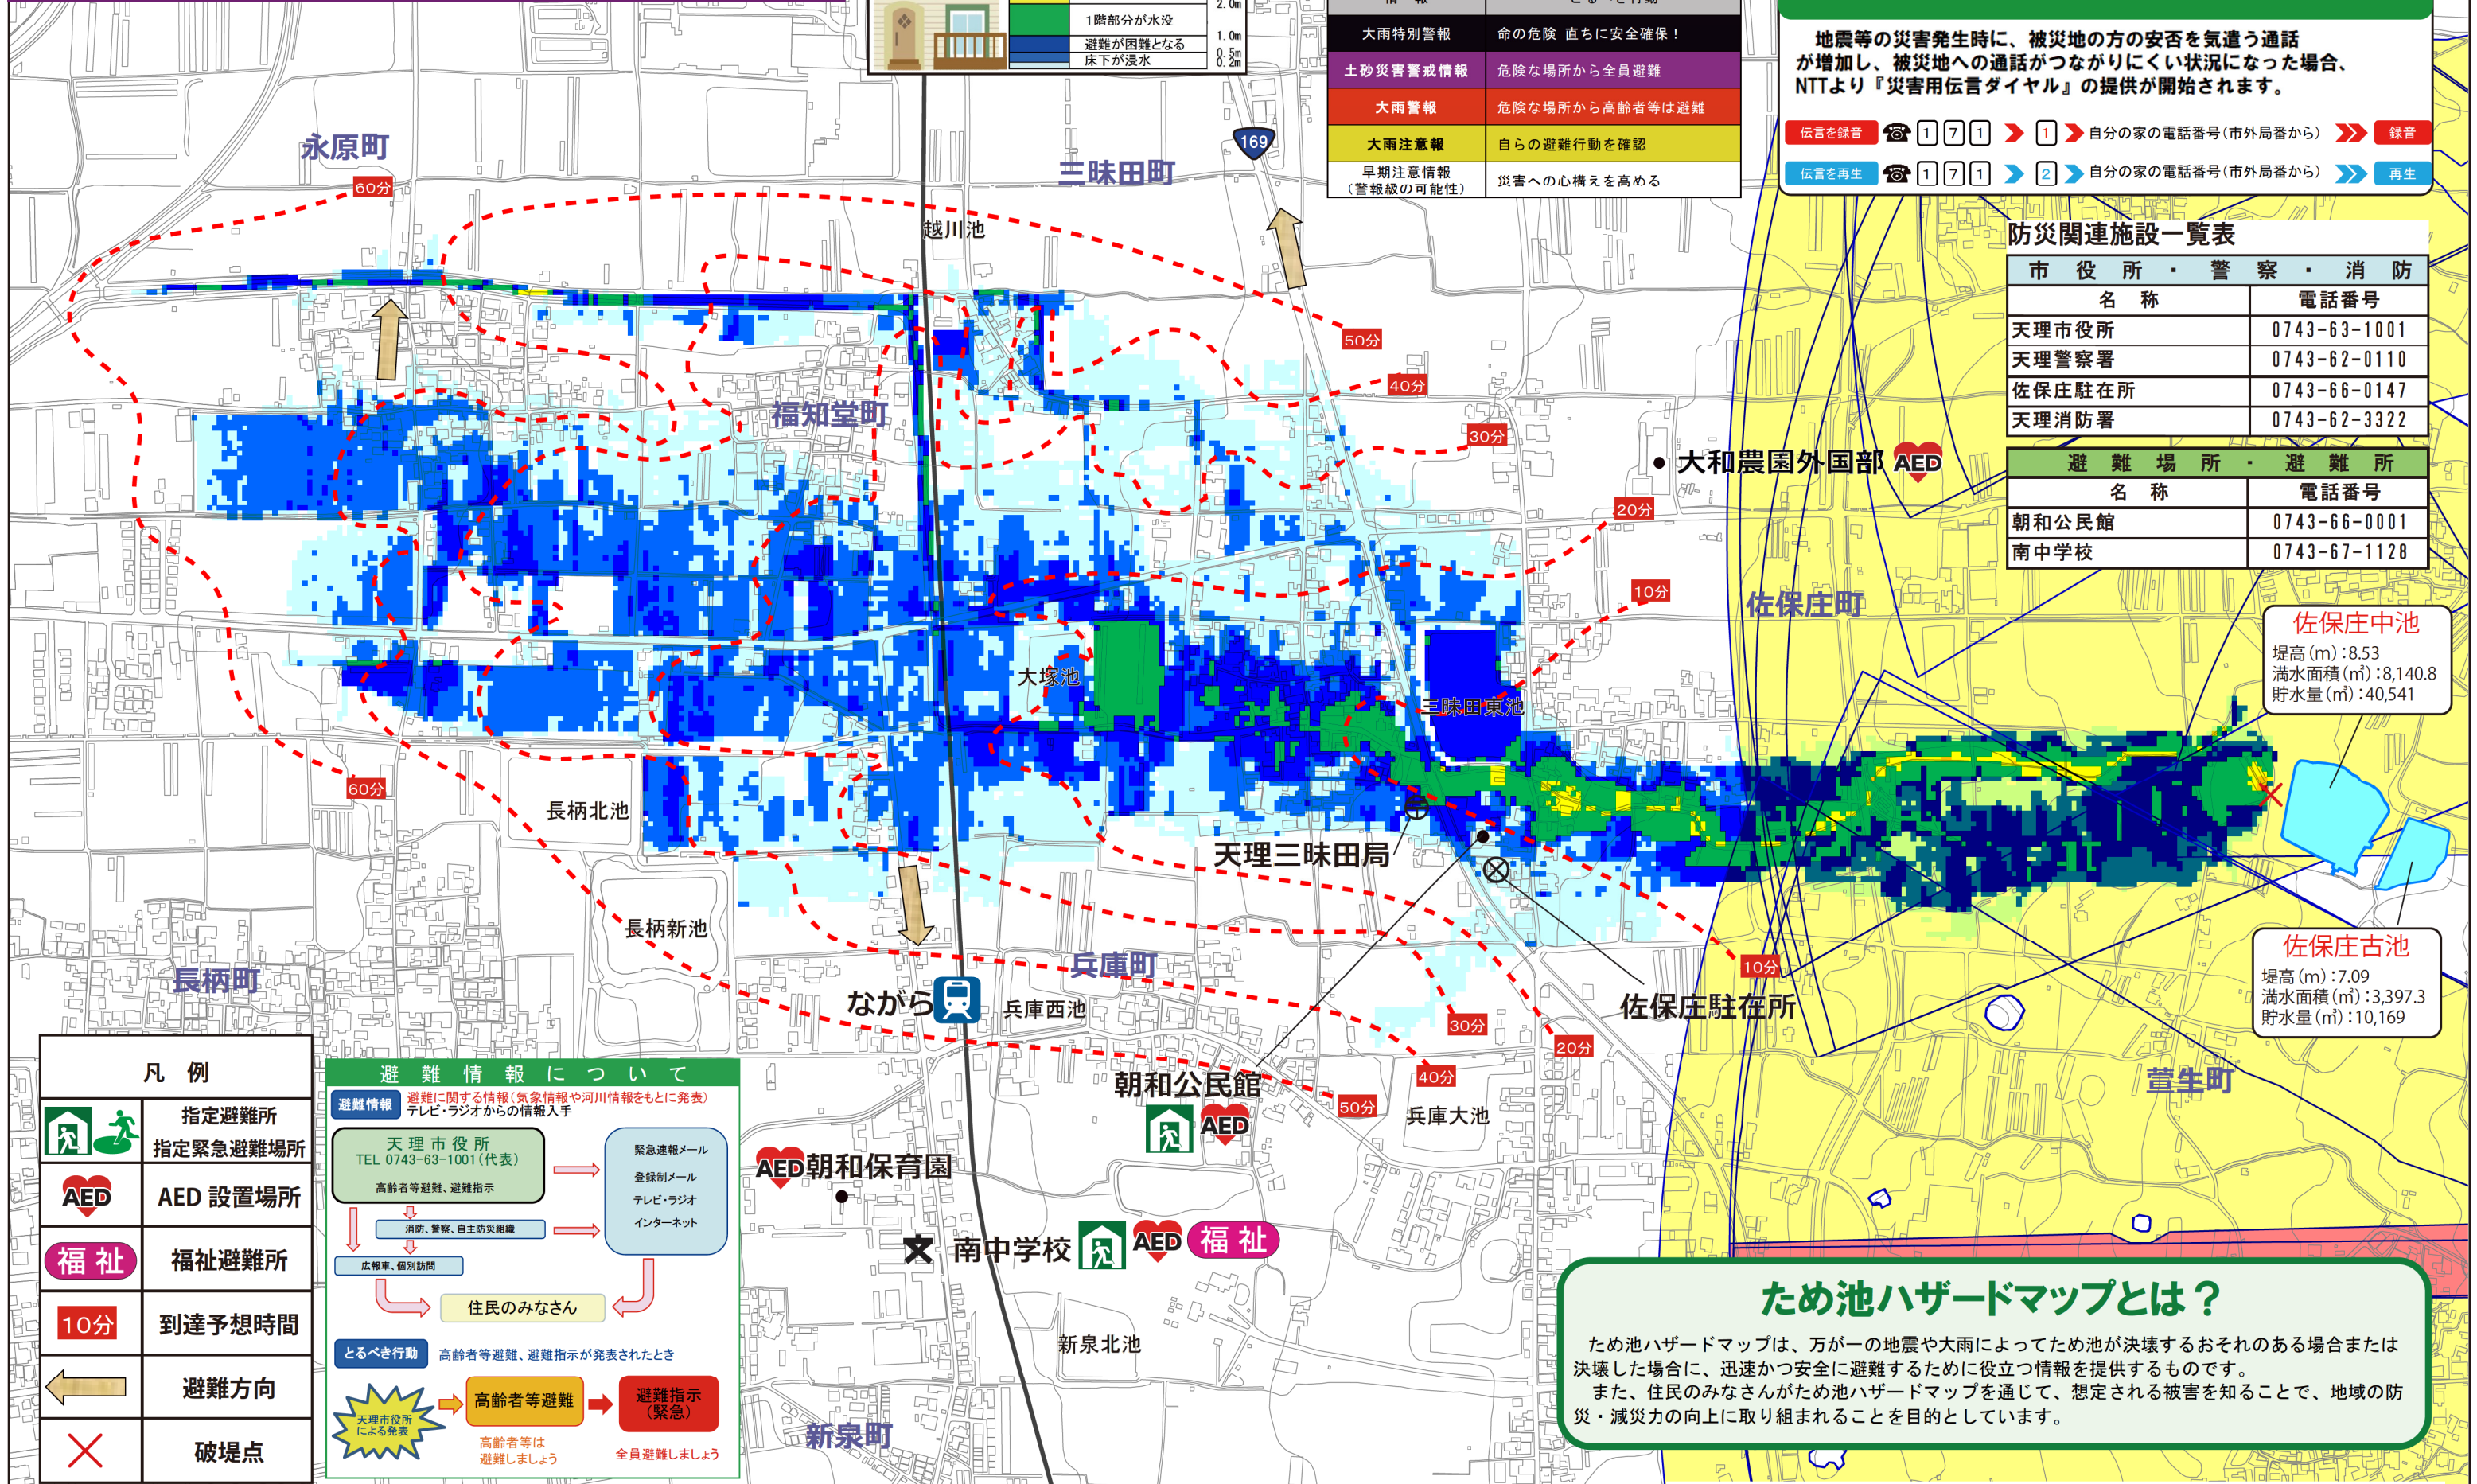 2.0m
1階部分が水没
1.0m
避難が困難となる
0.5m
床下が浸水
0.2m
大雨特別警報 命の危険 直ちに安全確保！
土砂災害警戒情報 危険な場所から全員避難
大雨警報 危険な場所から高齢者等は避難
大雨注意報 自らの避難行動を確認
早期注意情報
（警報級の可能性） 災害への心構えを高める
地震等の災害発生時に、被災地の方の安否を気遣う通話
が増加し、被災地への通話がつながりにくい状況になった場合、
NTTより『災害用伝言ダイヤル』の提供が開始されます。
伝言を録音 1 7 1 1 自分の家の電話番号（市外局番から） 録音
伝言を再生 1 7 1 2 自分の家の電話番号（市外局番から） 再生
防災関連施設一覧表
市役所・警察・消防
名称 電話番号
天理市役所 0743-63-1001
天理警察署 0743-62-0110
佐保庄駐在所 0743-66-0147
天理消防署 0743-62-3322
避難場所・避難所
名称 電話番号
朝和公民館 0743-66-0001
南中学校 0743-67-1128
永原町
60分
三昧田町
169
越川池
50分
40分
福知堂町
30分
大和農園外国部 AED
20分
10分
佐保庄町
佐保庄中池
堤高(m):8.53
満水面積(㎡):8,140.8
貯水量(㎥):40,541
大塚池
三昧田東池
60分
長柄北池
天理三昧田局
長柄新池
兵庫町
長柄町
10分
佐保庄古池
堤高(m):7.09
満水面積(㎡):3,397.3
貯水量(㎥):10,169
ながら
兵庫西池
佐保庄駐在所
30分
20分
40分
朝和公民館
AED
50分
兵庫大池
萱生町
AED 朝和保育園
南中学校 AED 福祉
新泉北池
新泉町
凡例
指定避難所
指定緊急避難場所
AED AED 設置場所
福祉 福祉避難所
10分 到達予想時間
避難方向
破堤点
避難情報について
避難情報 避難に関する情報（気象情報や河川情報をもとに発表）
テレビ・ラジオからの情報入手
天理市役所
TEL 0743-63-1001(代表)
高齢者等避難、避難指示
緊急速報メール
登録制メール
テレビ・ラジオ
インターネット
消防、警察、自主防災組織
広報車、個別訪問
住民のみなさん
とるべき行動 高齢者等避難、避難指示が発表されたとき
天理市役所
による発表
高齢者等避難
避難指示
（緊急）
高齢者等は
避難しましょう
全員避難しましょう
ため池ハザードマップとは？
ため池ハザードマップは、万が一の地震や大雨によってため池が決壊するおそれのある場合または
決壊した場合に、迅速かつ安全に避難するために役立つ情報を提供するものです。
また、住民のみなさんがため池ハザードマップを通じて、想定される被害を知ることで、地域の防
災・減災力の向上に取り組まれることを目的としています。